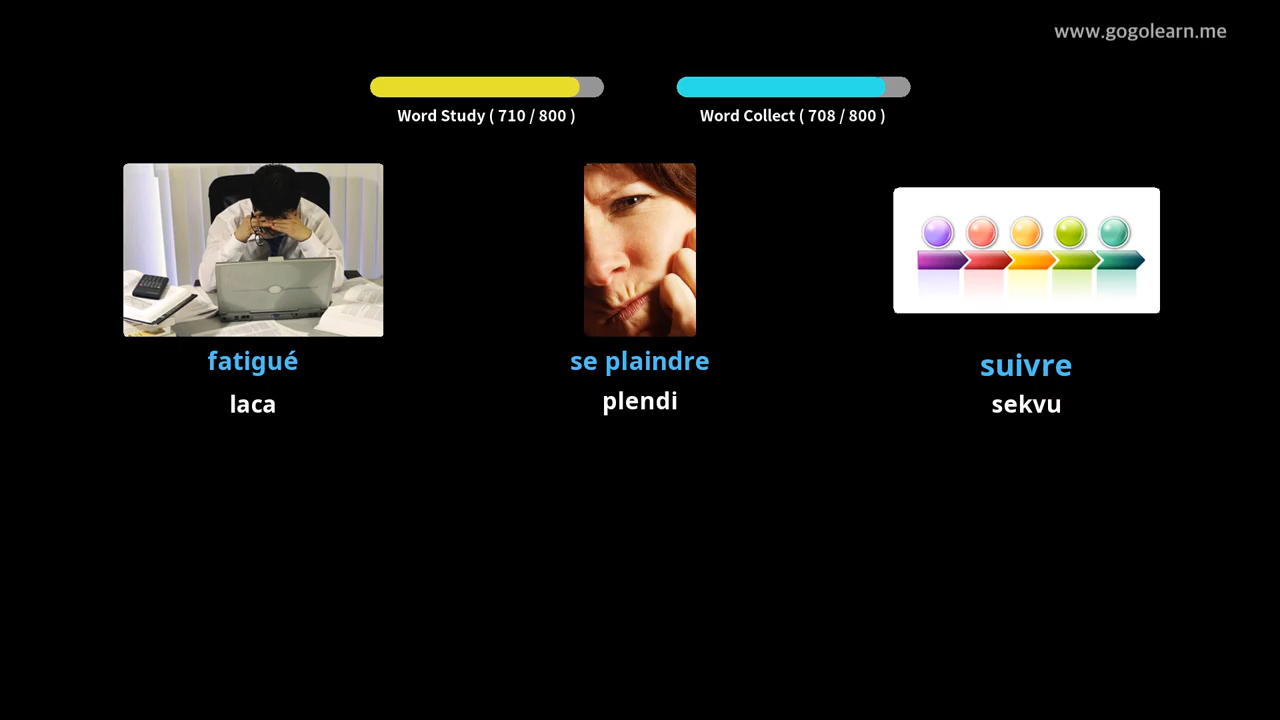 www.gogolearn.me
Word Study ( 710 / 800 )
Word Collect ( 708 / 800 )
fatigué
se plaindre
suivre
laca
plendi
sekvu